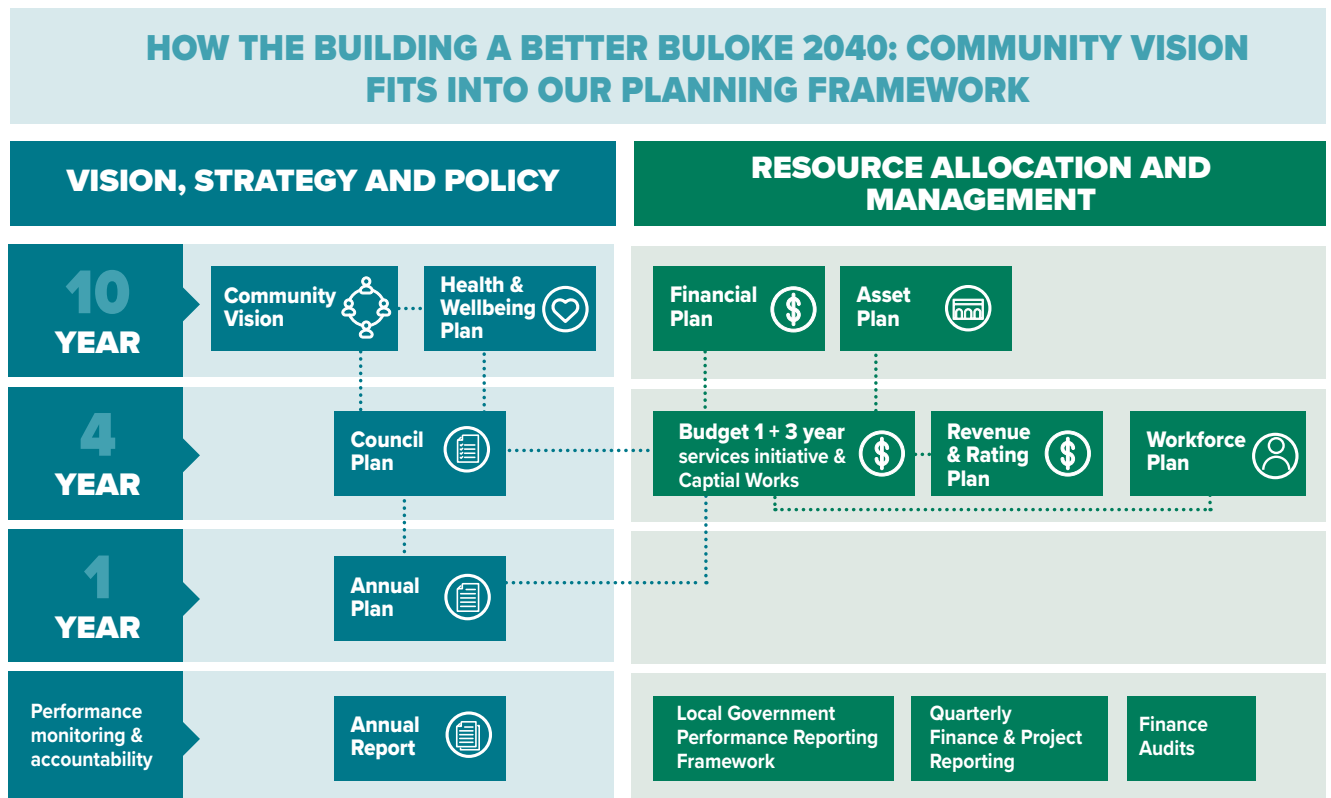 HOW THE BUILDING A BETTER BULOKE 2040: COMMUNITY VISION
FITS INTO OUR PLANNING FRAMEWORK
VISION, STRATEGY AND POLICY
RESOURCE ALLOCATION AND
MANAGEMENT
10
YEAR
Community
Vision
Health &
Wellbeing
Plan
Financial
Plan
Asset
Plan
4
YEAR
Council
Plan
Budget 1 + 3 year
services initiative &
Captial Works
Revenue
& Rating
Plan
Workforce
Plan
1
YEAR
Annual
Plan
Performance
monitoring &
accountability
Annual
Report
Local Government
Performance Reporting
Framework
Quarterly
Finance & Project
Reporting
Finance
Audits